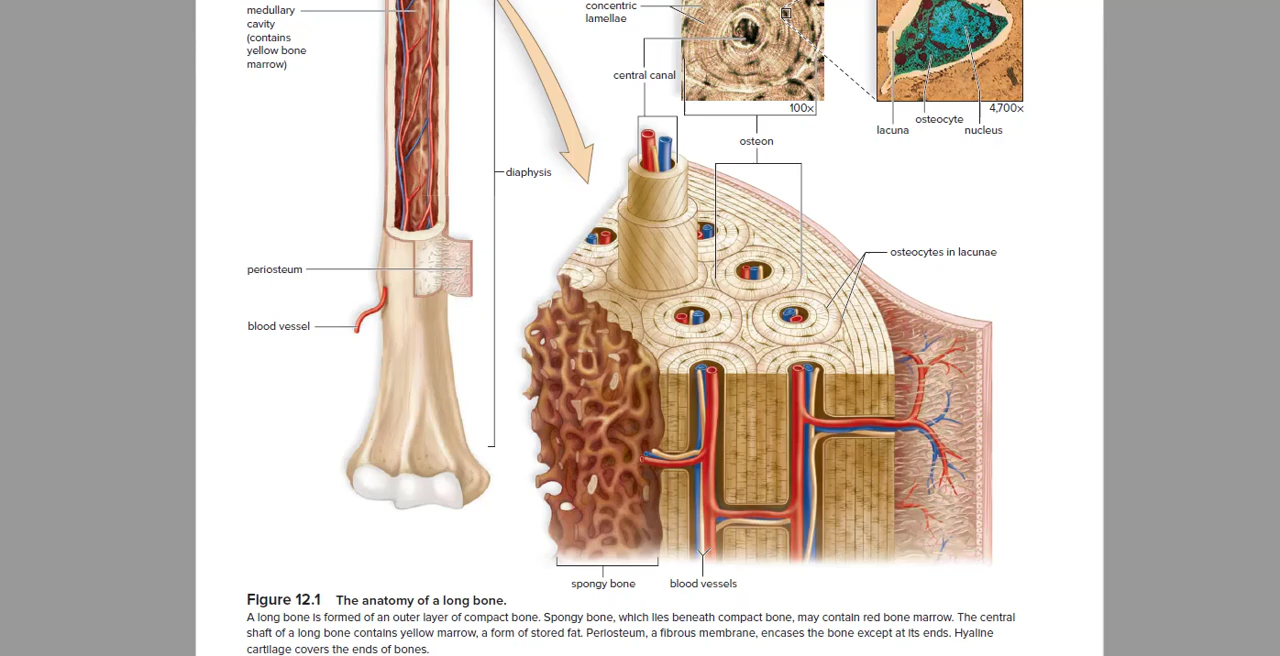 medullary
cavity
(contains
yellow bone
marrow)
concentric
lamellae
central canal
100x
4,700x
osteocyte
lacuna
nucleus
osteon
diaphysis
osteocytes in lacunae
periosteum
blood vessel
spongy bone
blood vessels
Figure 12.1 The anatomy of a long bone.
A long bone is formed of an outer layer of compact bone. Spongy bone, which lies beneath compact bone, may contain red bone marrow. The central
shaft of a long bone contains yellow marrow, a form of stored fat. Periosteum, a fibrous membrane, encases the bone except at its ends. Hyaline
cartilage covers the ends of bones.